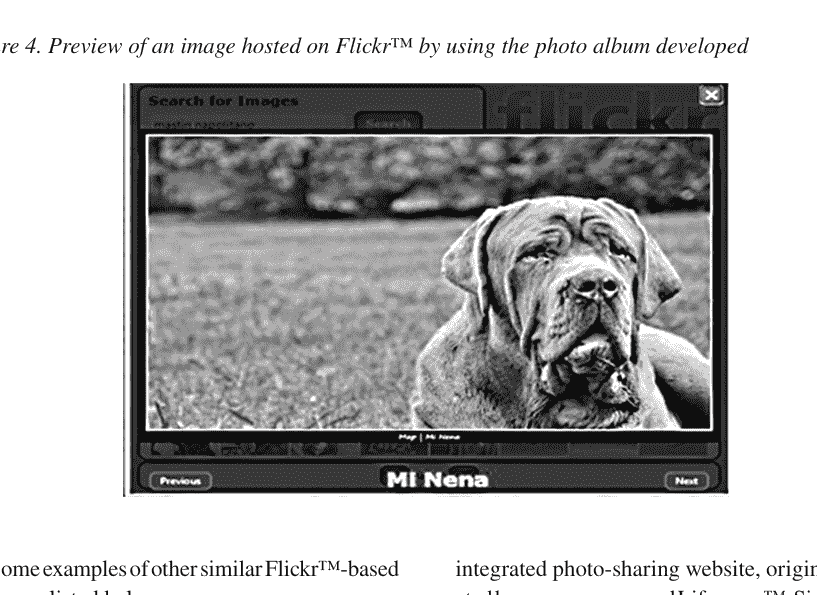 re 4. Preview of an image hosted on Flickr™ by using the photo album developed
Search for Images
mastin napolitano
Search
flickr
Map | Mi Nena
Previous
Mi Nena
Next
ome examples of other similar Flickr™-based
integrated photo-sharing website, origin